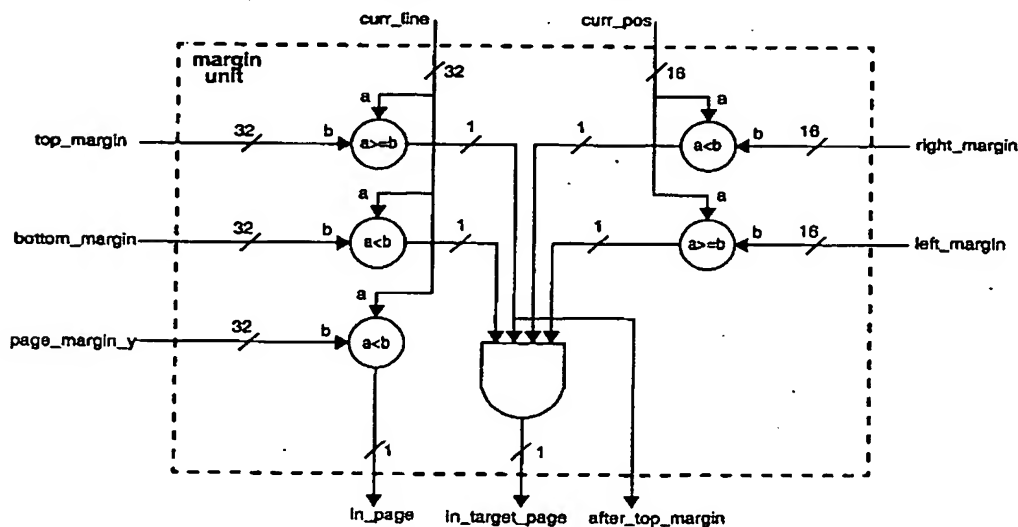 curr_line curr_pos
margin
unit
32 16
a a
top_margin 32 b a>=b 1 1 a<b b 16 right_margin
a a
bottom_margin 32 b a<b 1 1 a>=b b 16 left_margin
a
page_margin_y 32 b a<b
1 1
in_page in_target_page after_top_margin